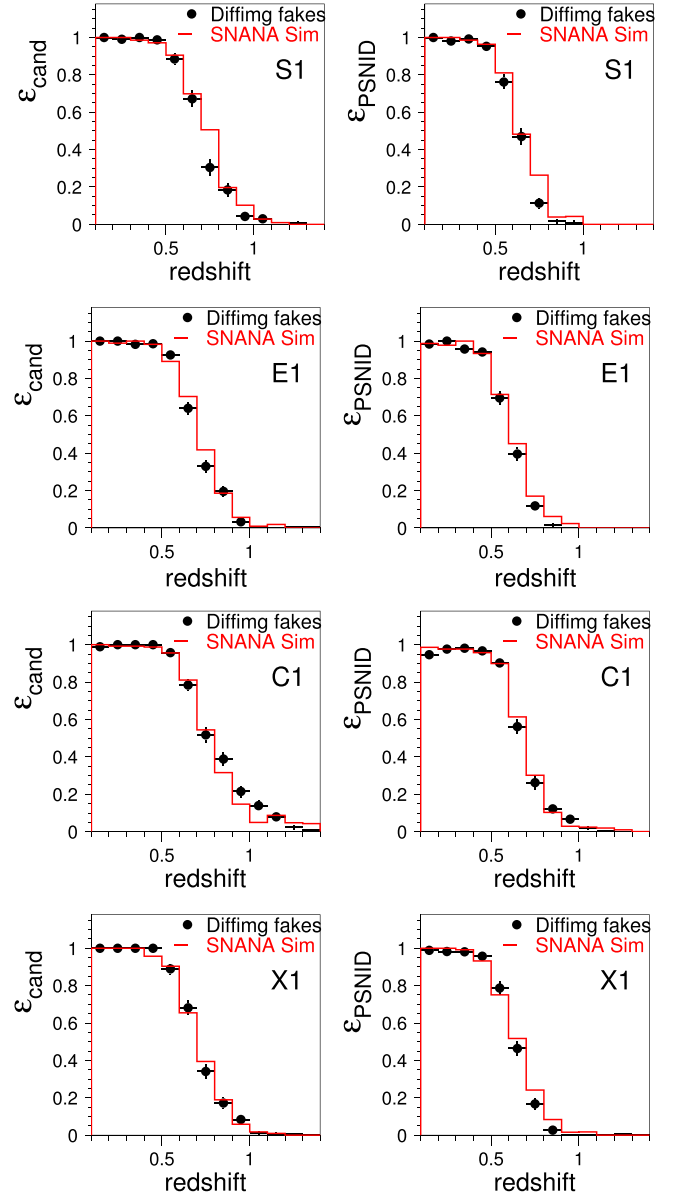 Diffimg fakes
SNANA Sim
S1
ε_cand
1
0.8
0.6
0.4
0.2
0
0.5 1
redshift
Diffimg fakes
SNANA Sim
S1
ε_PSNID
1
0.8
0.6
0.4
0.2
0
0.5 1
redshift
Diffimg fakes
SNANA Sim
E1
ε_cand
1
0.8
0.6
0.4
0.2
0
0.5 1
redshift
Diffimg fakes
SNANA Sim
E1
ε_PSNID
1
0.8
0.6
0.4
0.2
0
0.5 1
redshift
Diffimg fakes
SNANA Sim
C1
ε_cand
1
0.8
0.6
0.4
0.2
0
0.5 1
redshift
Diffimg fakes
SNANA Sim
C1
ε_PSNID
1
0.8
0.6
0.4
0.2
0
0.5 1
redshift
Diffimg fakes
SNANA Sim
X1
ε_cand
1
0.8
0.6
0.4
0.2
0
0.5 1
redshift
Diffimg fakes
SNANA Sim
X1
ε_PSNID
1
0.8
0.6
0.4
0.2
0
0.5 1
redshift